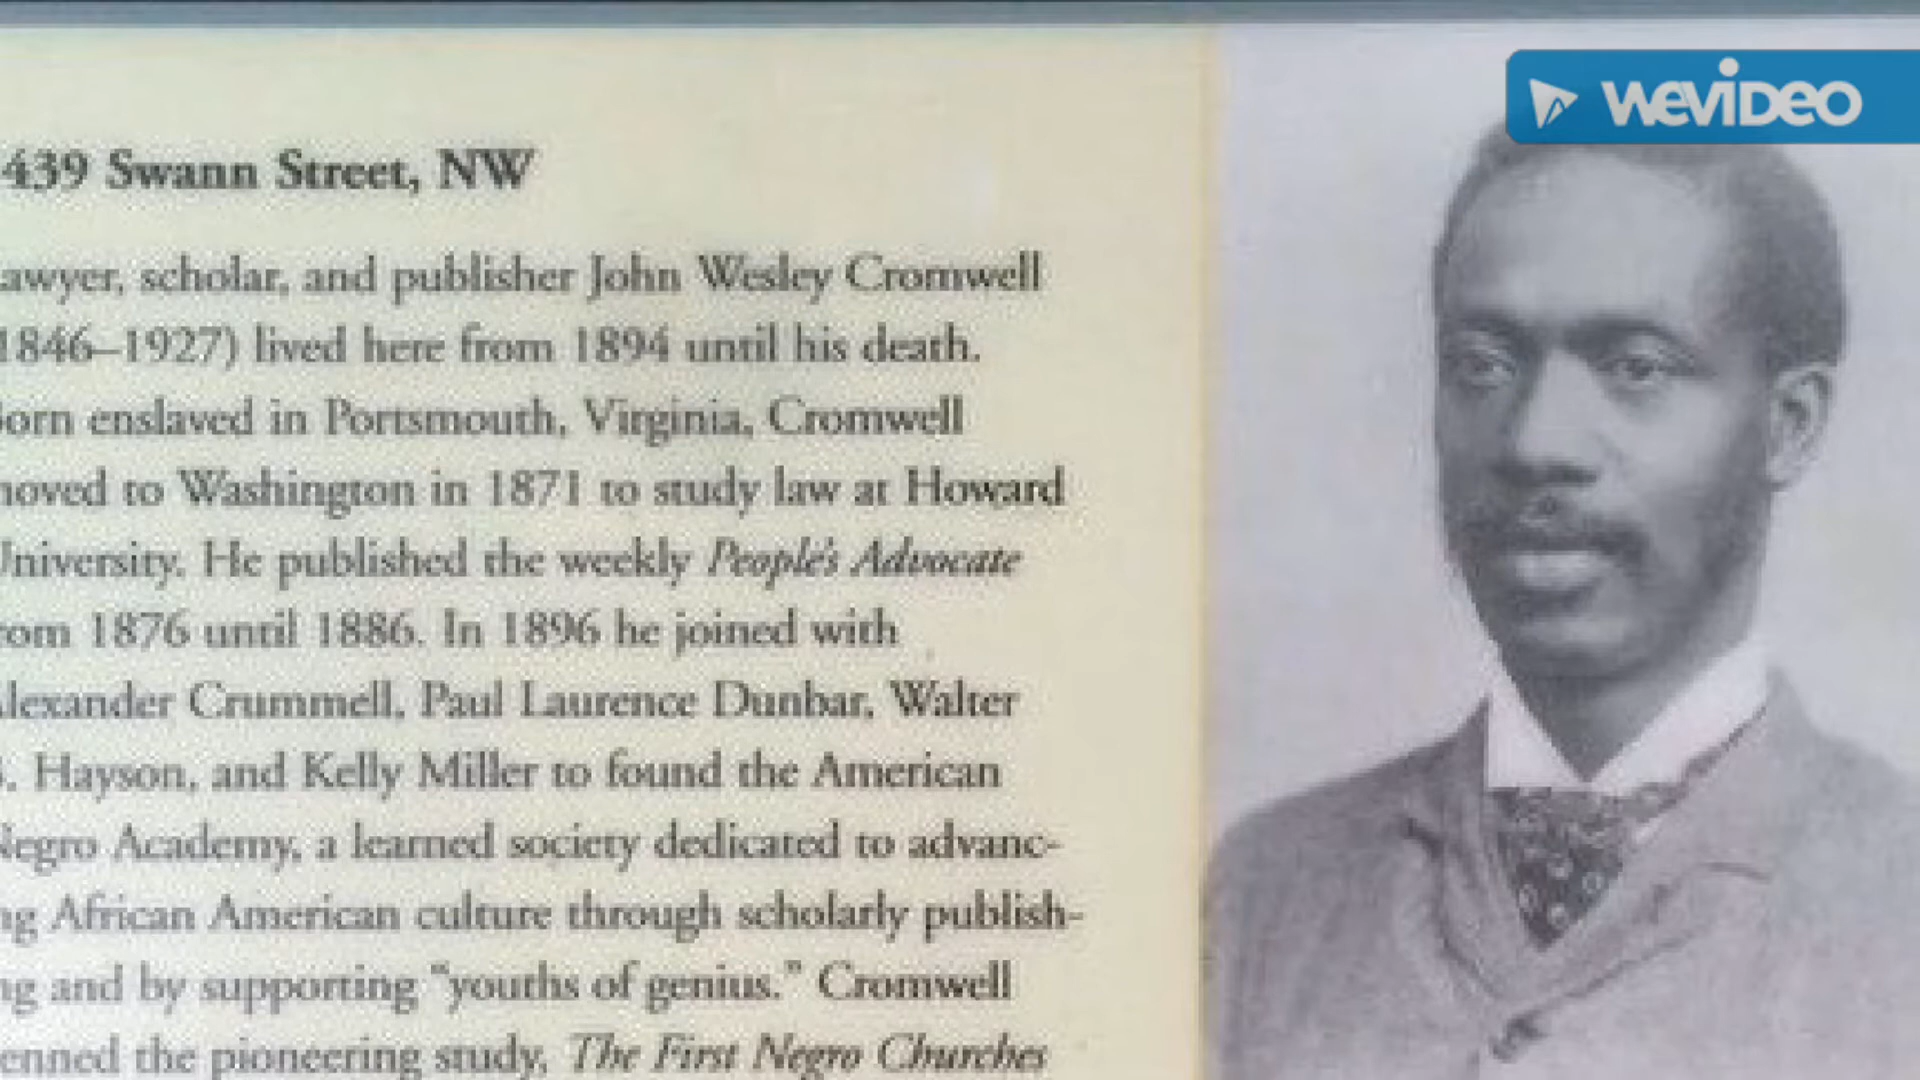 wevideo
439 Swann Street, NW
awyer, scholar, and publisher John Wesley Cromwell
1846–1927) lived here from 1894 until his death.
orn enslaved in Portsmouth, Virginia, Cromwell
oved to Washington in 1871 to study law at Howard
University. He published the weekly People's Advocate
rom 1876 until 1886. In 1896 he joined with
Alexander Crummell, Paul Laurence Dunbar, Walter
. Hayson, and Kelly Miller to found the American
Negro Academy, a learned society dedicated to advanc-
ng African American culture through scholarly publish-
ng and by supporting “youths of genius.” Cromwell
enned the pioneering study, The First Negro Churches